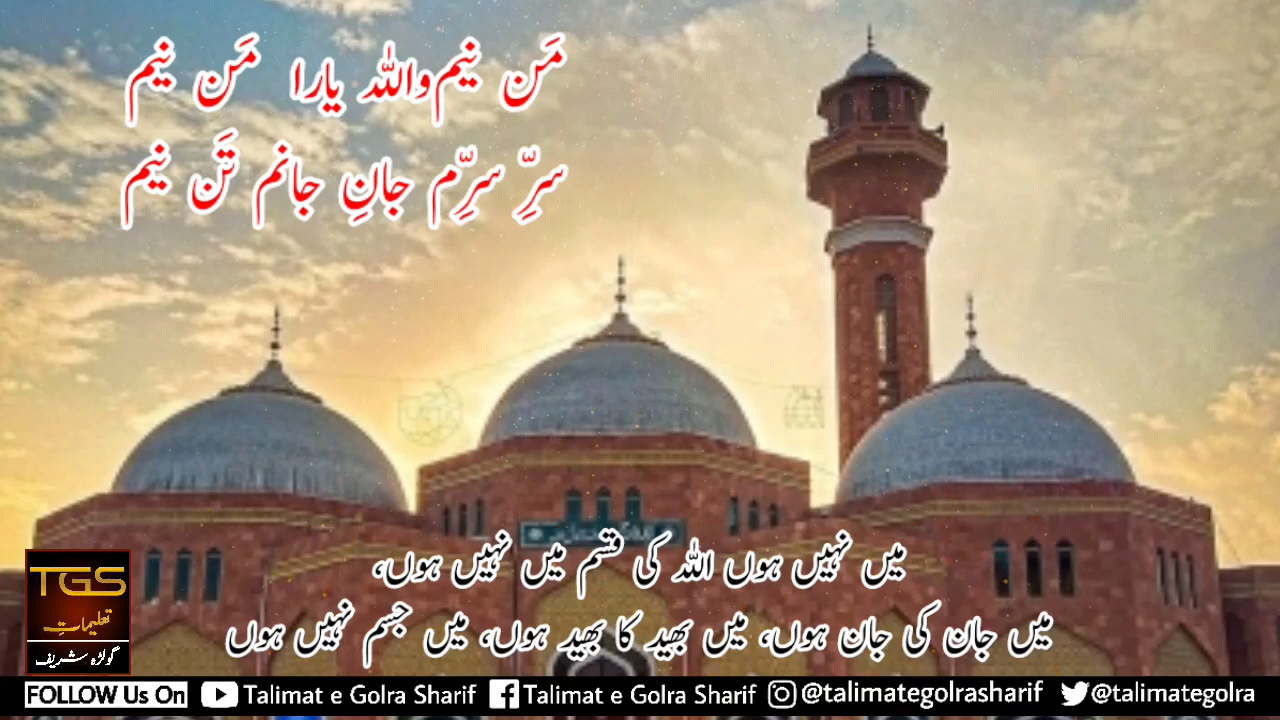 مَن نیم واللہ یارا مَن نیم
سرِّ سرِّم جانِ جانم تَن نیم
میں نہیں ہوں اللہ کی قسم میں نہیں ہوں،
میں جان کی جان ہوں، میں بھید کا بھید ہوں، میں جسم نہیں ہوں
TGS
تعلیماتِ
گولڑہ شریف
FOLLOW Us On Talimat e Golra Sharif Talimat e Golra Sharif @talimategolrasharif @talimategolra